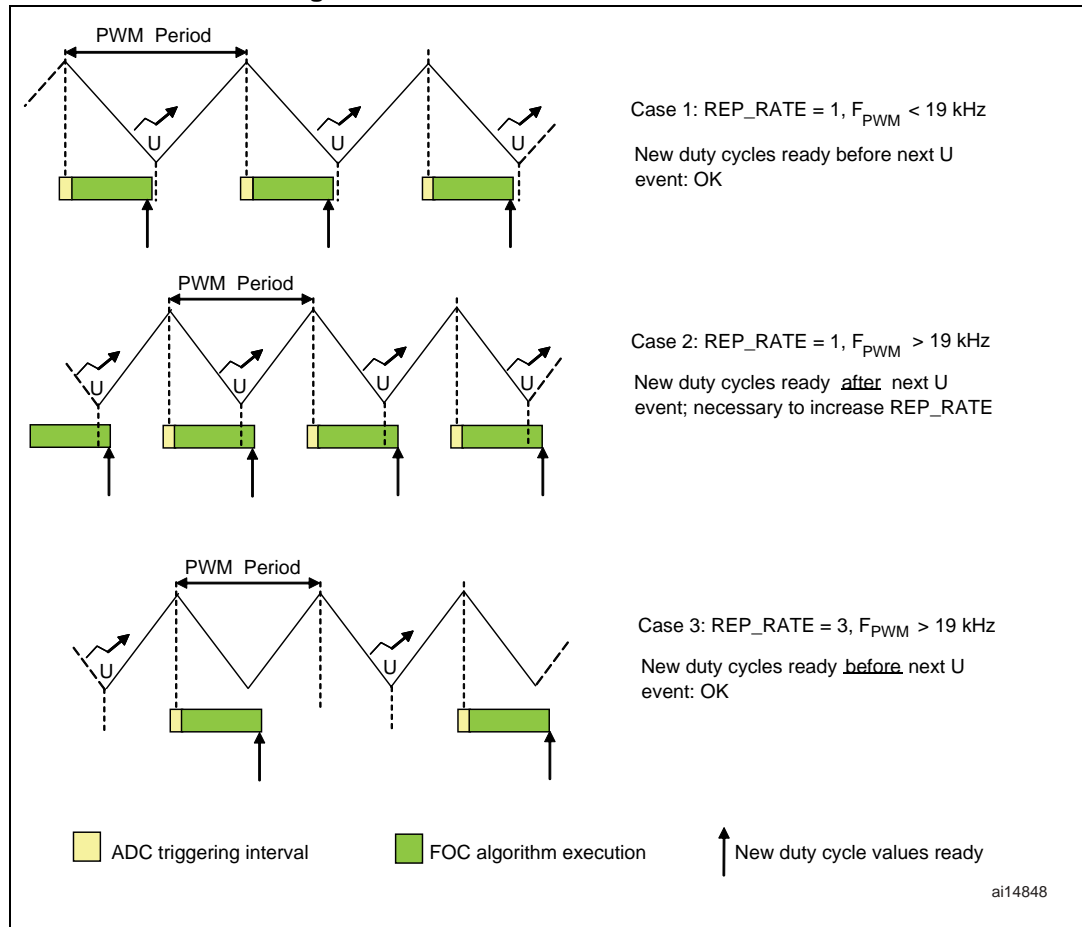 PWM Period
U
U
U
Case 1: REP_RATE = 1, FPWM < 19 kHz
New duty cycles ready before next U
event: OK
PWM Period
U
U
U
U
Case 2: REP_RATE = 1, FPWM > 19 kHz
New duty cycles ready after next U
event; necessary to increase REP_RATE
PWM Period
U
U
Case 3: REP_RATE = 3, FPWM > 19 kHz
New duty cycles ready before next U
event: OK
ADC triggering interval
FOC algorithm execution
New duty cycle values ready
ai14848